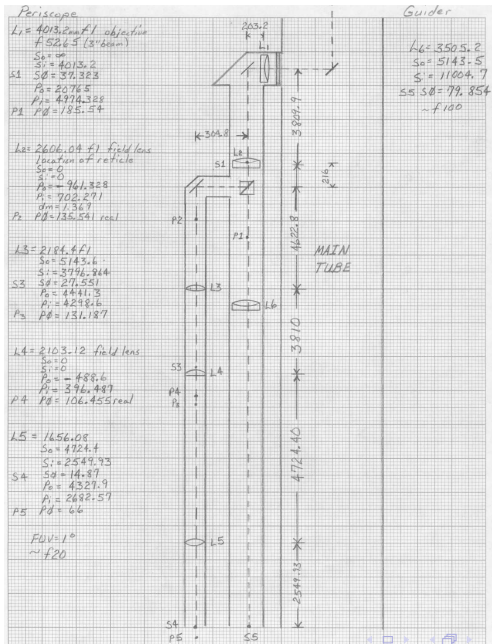 Periscope
L1 = 4013.2mm fl objective
f 52.65 (3" beam)
So = ∞
Si = 4013.2
S1 SØ = 37.323
Po = 20765
Pi = 4974.328
P1 PØ = 185.54
L2 = 2606.04 fl field lens
location of reticle
So = 0
Si = 0
Po = -961.328
Pi = 702.271
dm = 1.367
P2 PØ = 135.541 real
L3 = 2184.4 fl
So = 5143.6
Si = 3796.864
S3 SØ = 27.551
Po = 4441.3
Pi = 4298.6
P3 PØ = 131.187
L4 = 2103.12 field lens
So = 0
Si = 0
Po = -488.6
Pi = 396.487
P4 PØ = 106.455 real
L5 = 1656.08
So = 4724.4
Si = 2549.93
S4 SØ = 14.87
Po = 4327.9
Pi = 2682.57
P5 PØ = 66
FOV = 1°
~ f20
203.2
L1
3809.9
304.8
L2
S1
216
P2
P1
4622.8
L3
L6
3810
S3
L4
P4
4724.40
L5
2549.93
S4
P5
S5
MAIN
TUBE
Guider
L6 = 3505.2
So = 5143.5
Si = 11004.7
S5 SØ = 79.854
~ f100